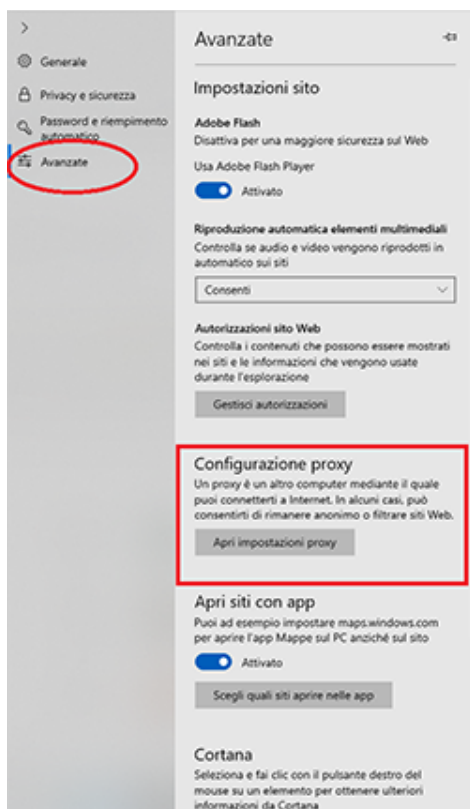 Generale
Privacy e sicurezza
Password e riempimento
automatico
Avanzate
Avanzate
Impostazioni sito
Adobe Flash
Disattiva per una maggiore sicurezza sul Web
Usa Adobe Flash Player
Attivato
Riproduzione automatica elementi multimediali
Controlla se audio e video vengono riprodotti in
automatico sui siti
Consenti
Autorizzazioni sito Web
Controlla i contenuti che possono essere mostrati
nei siti e le informazioni che vengono usate
durante l'esplorazione
Gestisci autorizzazioni
Configurazione proxy
Un proxy è un altro computer mediante il quale
puoi connetterti a Internet. In alcuni casi, può
consentirti di rimanere anonimo o filtrare siti Web.
Apri impostazioni proxy
Apri siti con app
Puoi ad esempio impostare maps.windows.com
per aprire l'app Mappe sul PC anziché sul sito
Attivato
Scegli quali siti aprire nelle app
Cortana
Seleziona e fai clic con il pulsante destro del
mouse su un elemento per ottenere ulteriori
informazioni da Cortana